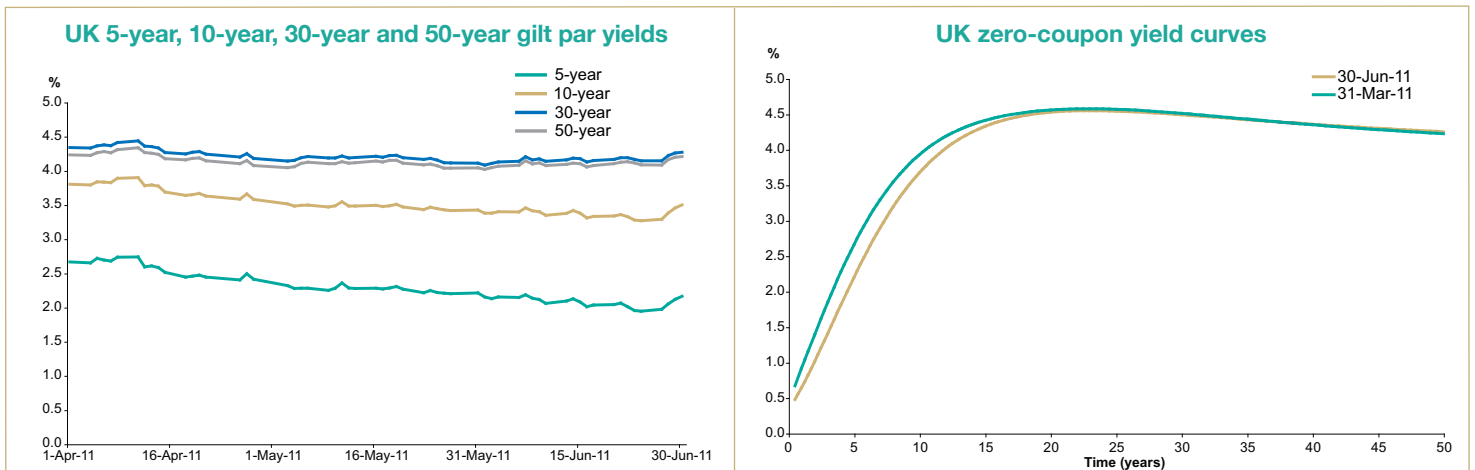 UK 5-year, 10-year, 30-year and 50-year gilt par yields
%
5-year
10-year
30-year
50-year
5.0
4.5
4.0
3.5
3.0
2.5
2.0
1.5
1.0
0.5
0.0
1-Apr-11 16-Apr-11 1-May-11 16-May-11 31-May-11 15-Jun-11 30-Jun-11
UK zero-coupon yield curves
%
30-Jun-11
31-Mar-11
5.0
4.5
4.0
3.5
3.0
2.5
2.0
1.5
1.0
0.5
0.0
0 5 10 15 20 25 30 35 40 45 50
Time (years)